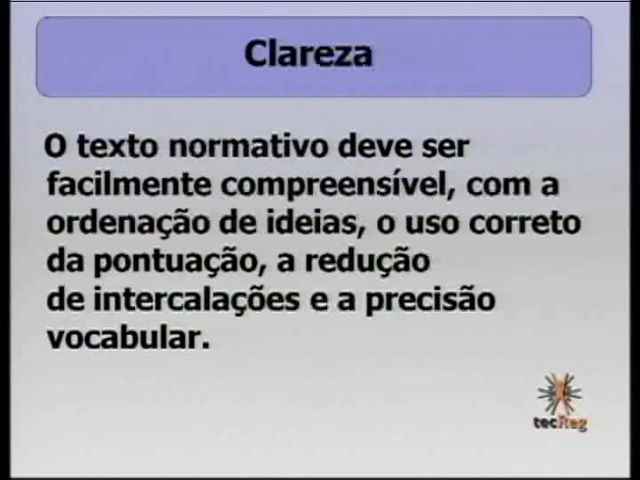 Clareza
O texto normativo deve ser
facilmente compreensível, com a
ordenação de ideias, o uso correto
da pontuação, a redução
de intercalações e a precisão
vocabular.
tecReg